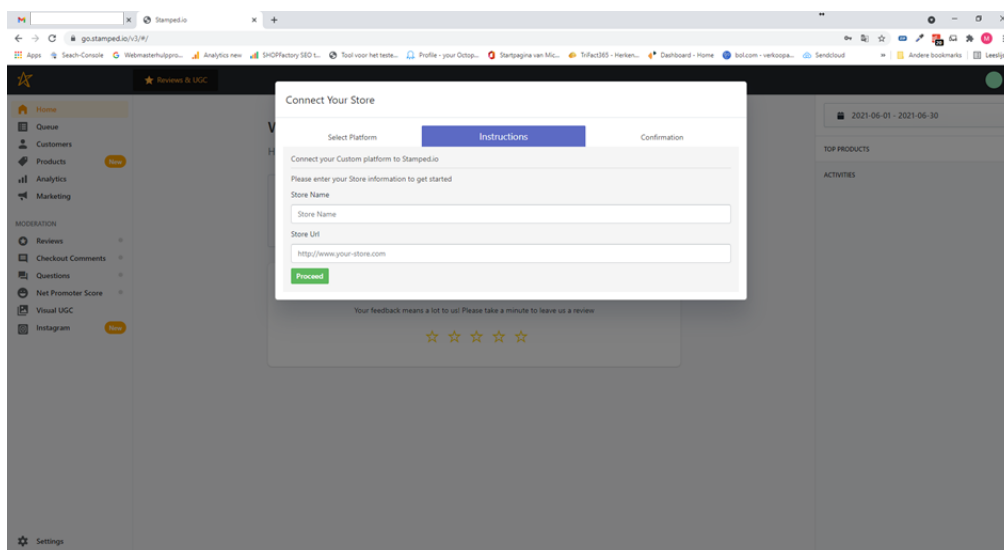 Stamped.io
go.stamped.io/v3/#/
Apps Seach-Console Webmasterhulppro... Analytics new SHOPFactory SEO t... Tool voor het teste... Profile - your Octop... Startpagina van Mic... TriFact365 - Herken... Dashboard - Home bol.com - verkoopa... Sendcloud Andere bookmarks Leeslij
Reviews & UGC
Home
Queue
Customers
Products New
Analytics
Marketing
MODERATION
Reviews
Checkout Comments
Questions
Net Promoter Score
Visual UGC
Instagram New
Settings
Connect Your Store
Select Platform Instructions Confirmation
Connect your Custom platform to Stamped.io
Please enter your Store information to get started
Store Name
Store Name
Store Url
http://www.your-store.com
Proceed
Your feedback means a lot to us! Please take a minute to leave us a review
2021-06-01 - 2021-06-30
TOP PRODUCTS
ACTIVITIES